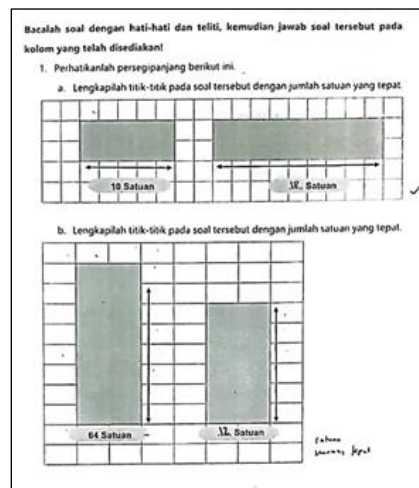 Bacalah soal dengan hati-hati dan teliti, kemudian jawab soal tersebut pada
kolom yang telah disediakan!
1. Perhatikanlah persegipanjang berikut ini.
a. Lengkapilah titik-titik pada soal tersebut dengan jumlah satuan yang tepat.
10 Satuan
18 Satuan
b. Lengkapilah titik-titik pada soal tersebut dengan jumlah satuan yang tepat.
64 Satuan
12 Satuan
tepat